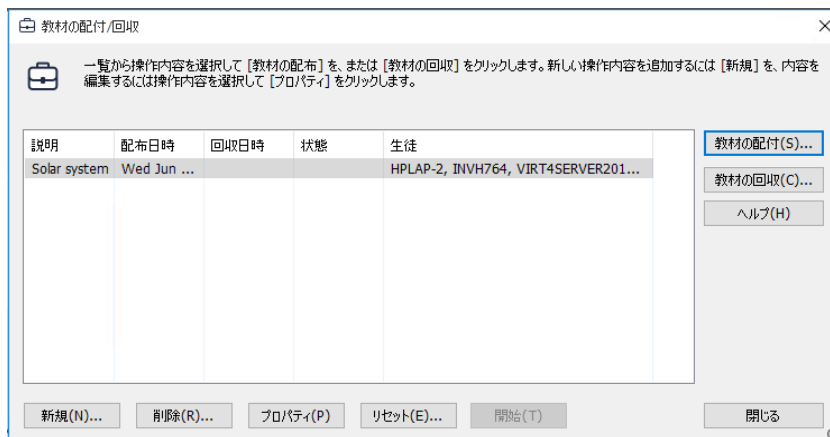 教材の配付/回収
一覧から操作内容を選択して [教材の配布] を、または [教材の回収] をクリックします。新しい操作内容を追加するには [新規] を、内容を
編集するには操作内容を選択して [プロパティ] をクリックします。
説明 配布日時 回収日時 状態 生徒
Solar system Wed Jun ... HPLAP-2, INVH764, VIRT4SERVER201...
教材の配付(S)...
教材の回収(C)...
ヘルプ(H)
新規(N)... 削除(R)... プロパティ(P) リセット(E)... 開始(T) 閉じる